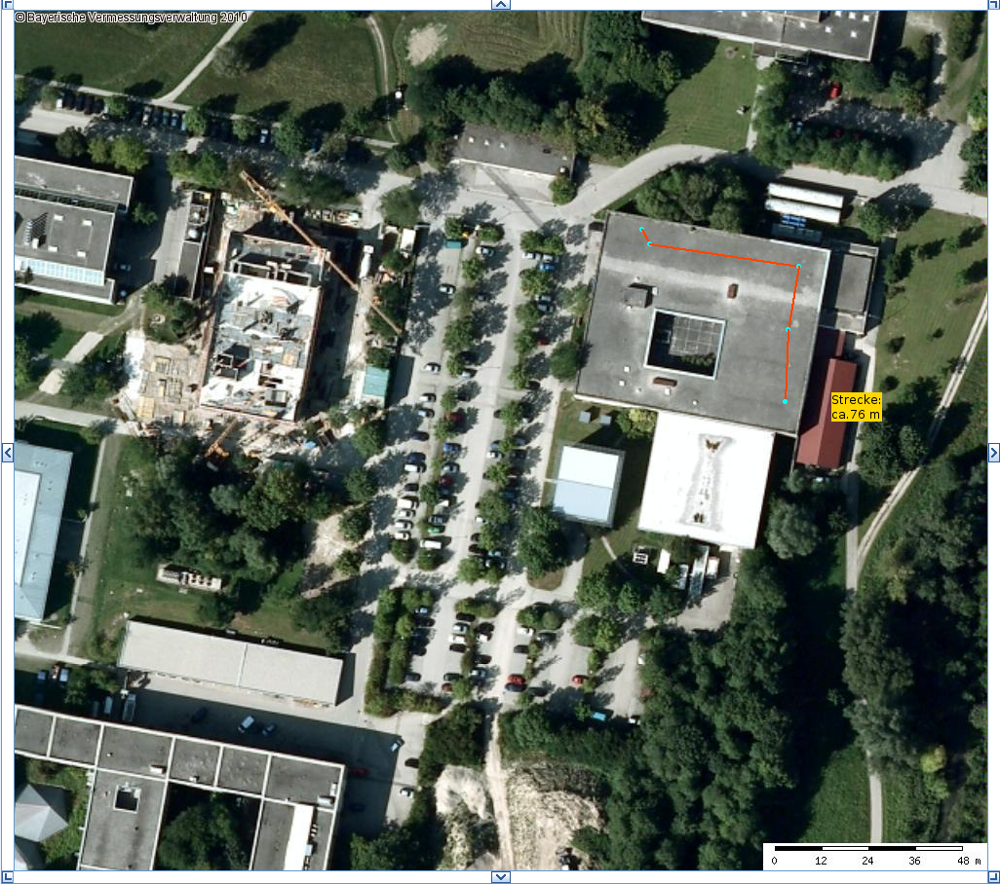 © Bayerische Vermessungsverwaltung 2010
Strecke:
ca.76 m
0 12 24 36 48 m